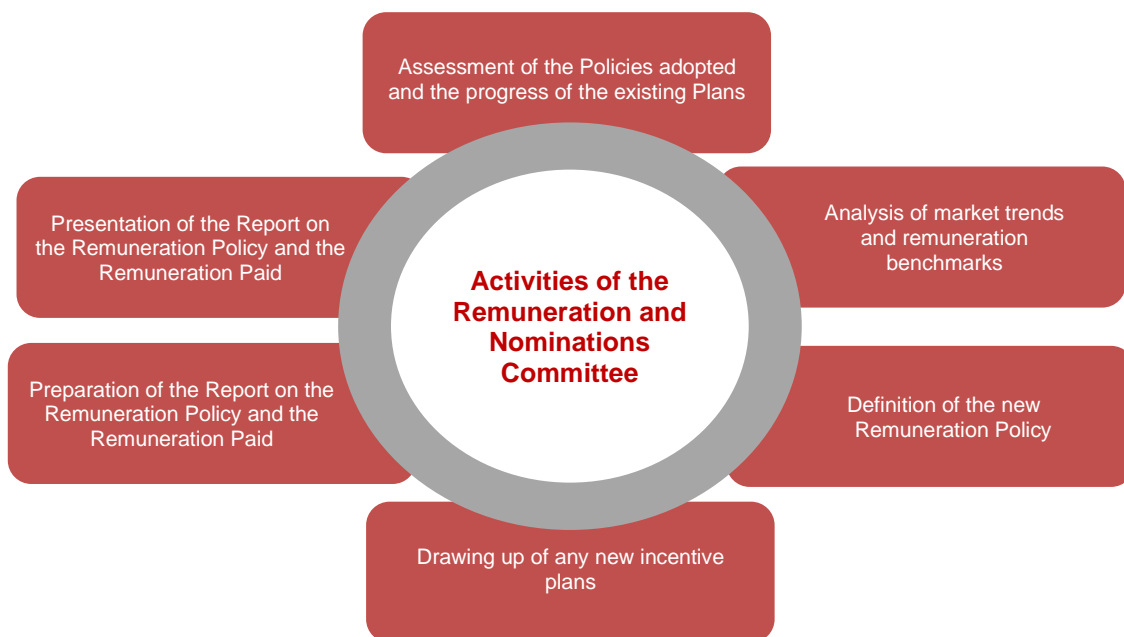 Assessment of the Policies adopted
and the progress of the existing Plans
Analysis of market trends
and remuneration
benchmarks
Definition of the new
Remuneration Policy
Drawing up of any new incentive
plans
Preparation of the Report on the
Remuneration Policy and the
Remuneration Paid
Presentation of the Report on
the Remuneration Policy and the
Remuneration Paid
Activities of the
Remuneration and
Nominations
Committee